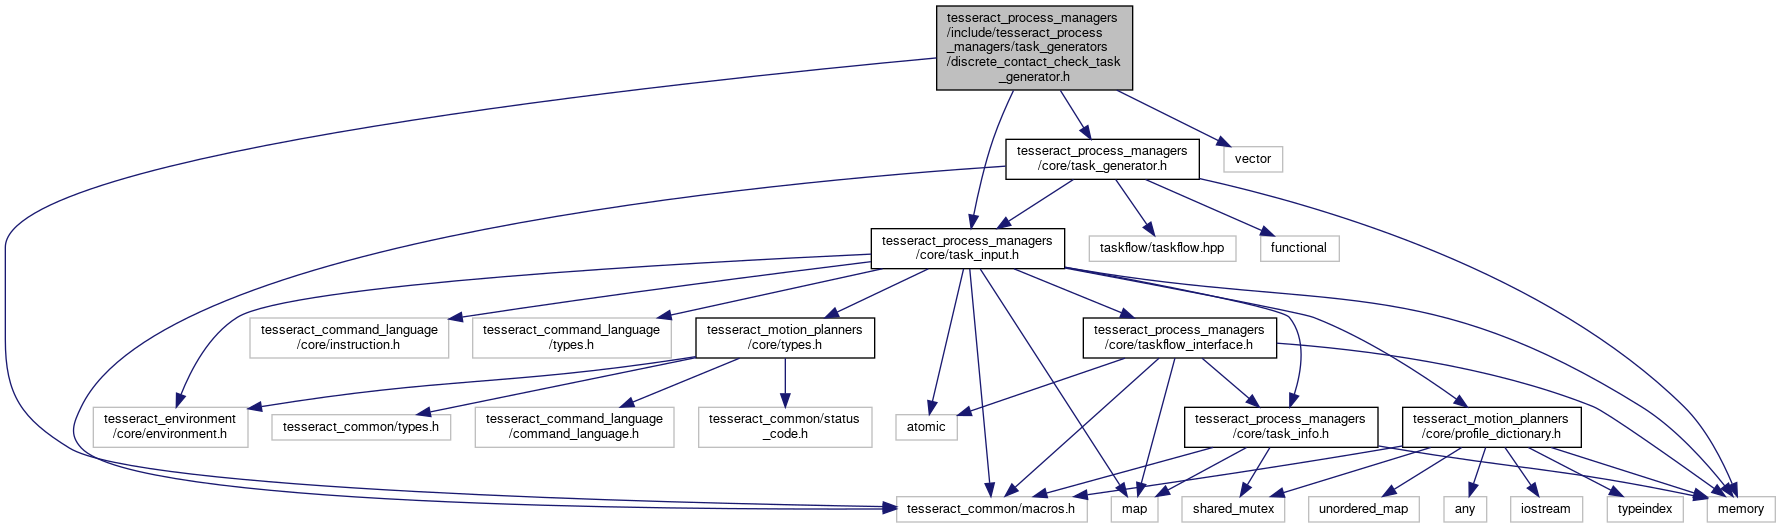 tesseract_process_managers
/include/tesseract_process
_managers/task_generators
/discrete_contact_check_task
_generator.h
tesseract_process_managers
/core/task_generator.h
vector
tesseract_process_managers
/core/task_input.h
taskflow/taskflow.hpp
functional
tesseract_command_language
/core/instruction.h
tesseract_command_language
/types.h
tesseract_motion_planners
/core/types.h
tesseract_process_managers
/core/taskflow_interface.h
tesseract_environment
/core/environment.h
tesseract_common/types.h
tesseract_command_language
/command_language.h
tesseract_common/status
_code.h
atomic
tesseract_process_managers
/core/task_info.h
tesseract_motion_planners
/core/profile_dictionary.h
tesseract_common/macros.h
map
shared_mutex
unordered_map
any
iostream
typeindex
memory